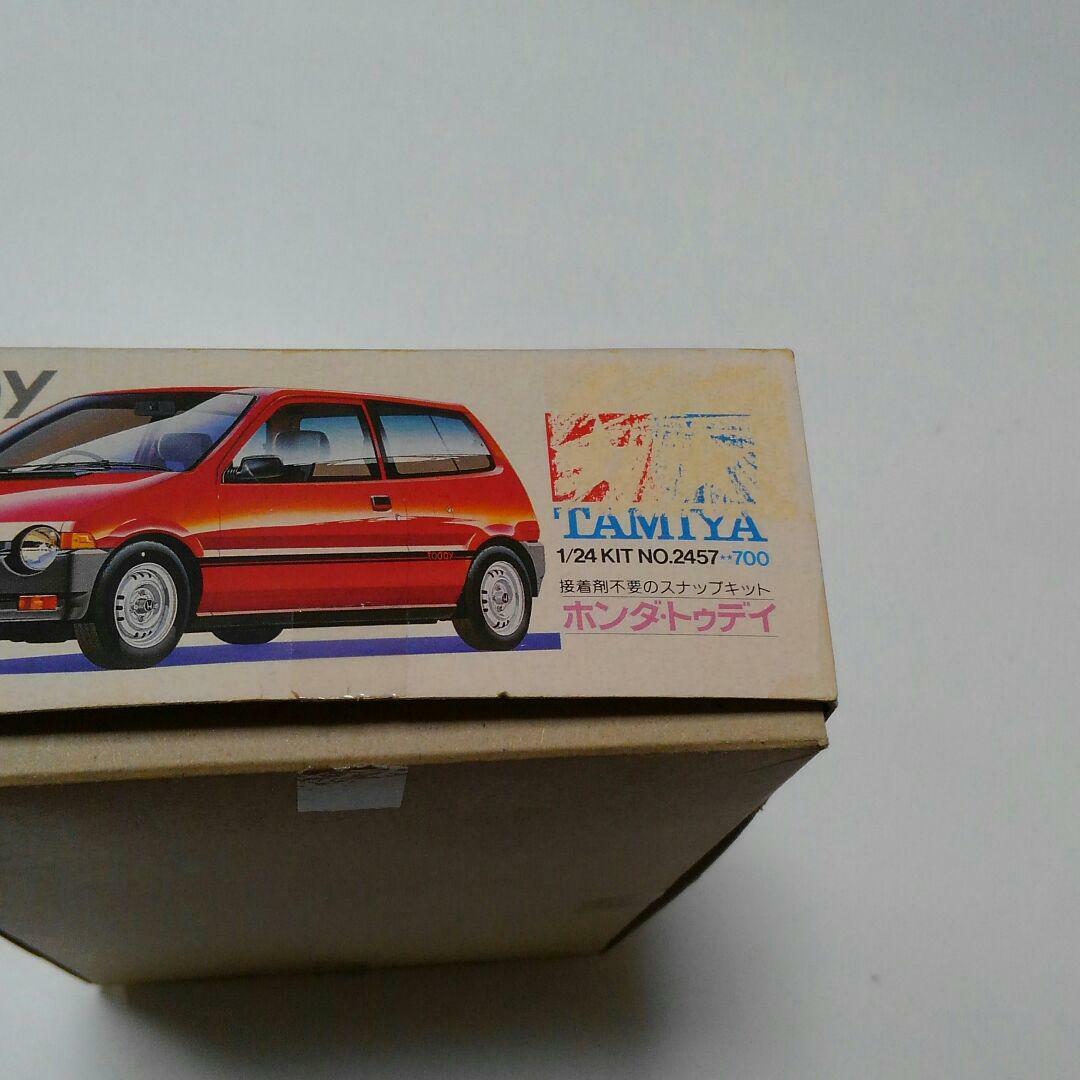 today
TAMIYA
1/24 KIT NO.2457**700
接着剤不要のスナップキット
ホンダ・トゥデイ